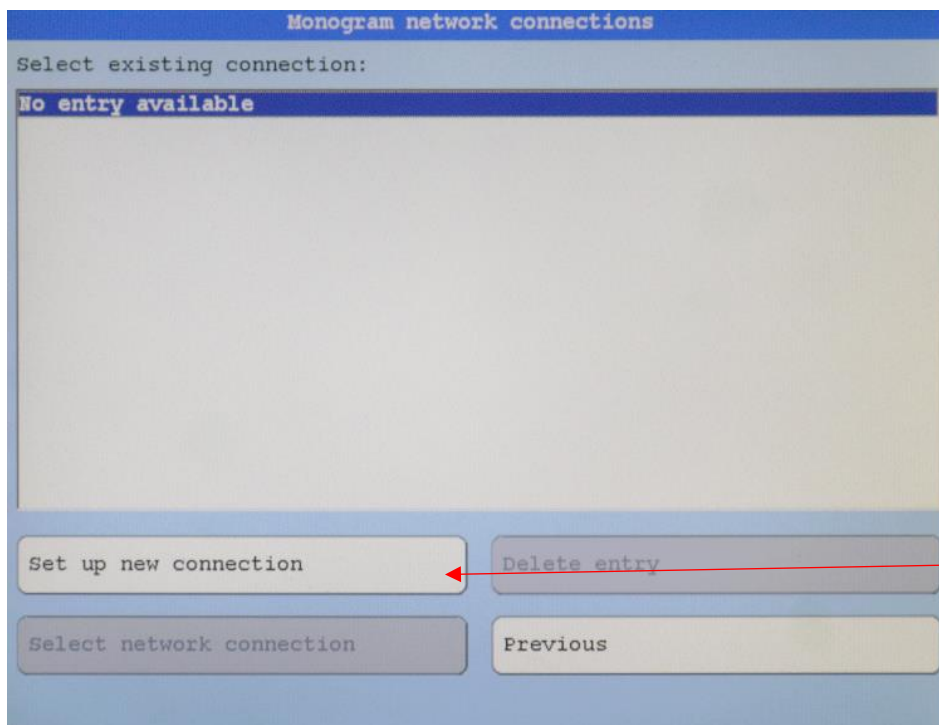 Monogram network connections
Select existing connection:
No entry available
Set up new connection
Delete entry
Select network connection
Previous